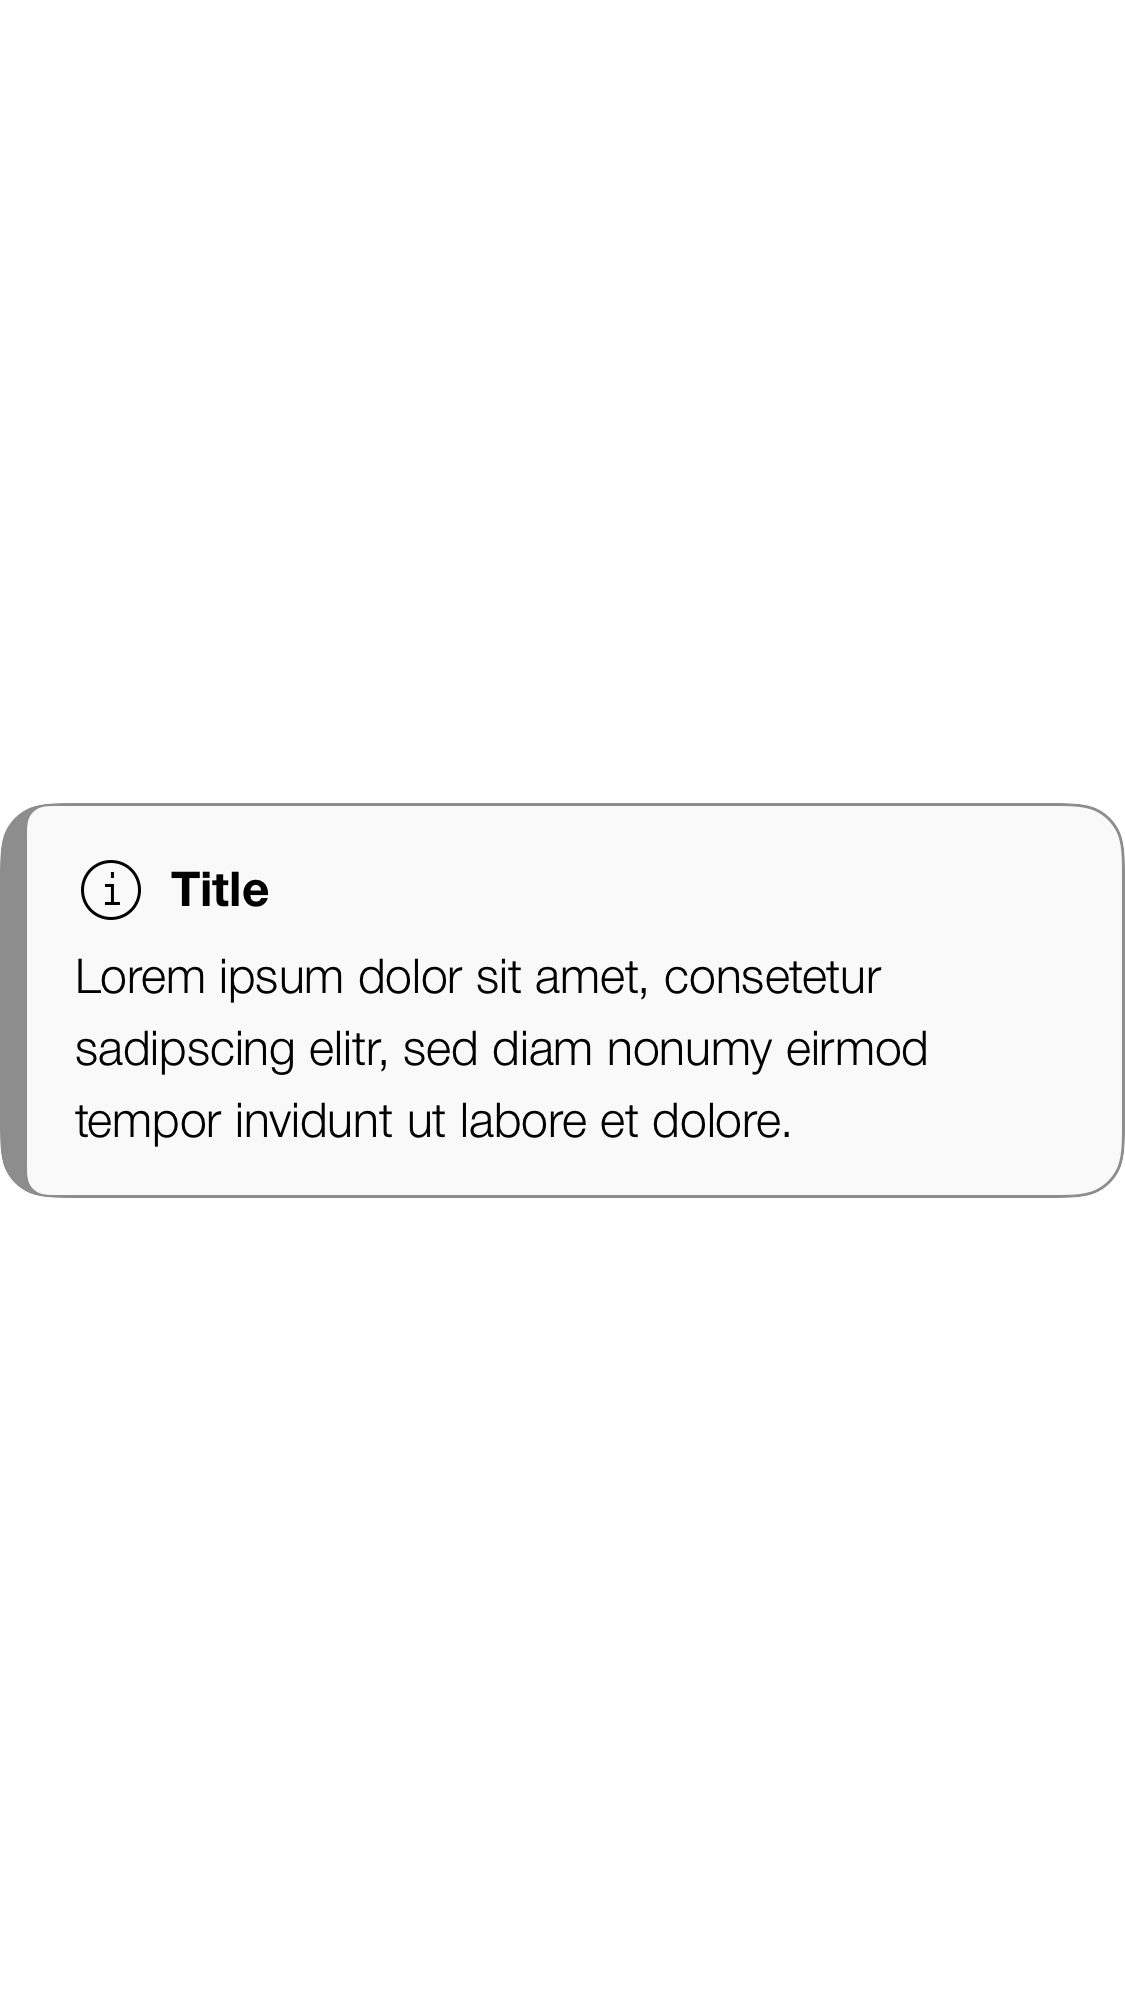 i Title
Lorem ipsum dolor sit amet, consetetur
sadipscing elitr, sed diam nonumy eirmod
tempor invidunt ut labore et dolore.